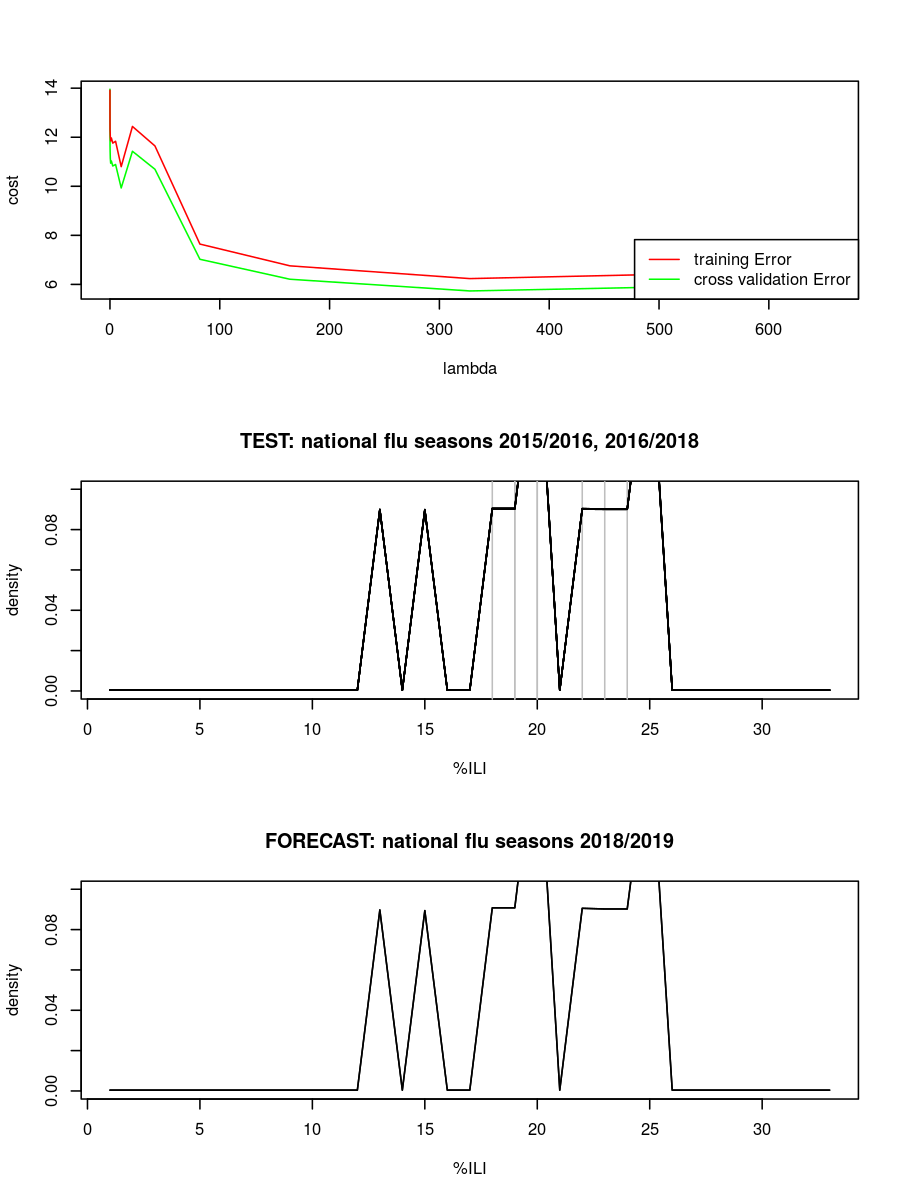 14
12
10
8
6
cost
training Error
cross validation Error
0 100 200 300 400 500 600
lambda
TEST: national flu seasons 2015/2016, 2016/2018
0.08
0.04
0.00
density
0 5 10 15 20 25 30
%ILI
FORECAST: national flu seasons 2018/2019
0.08
0.04
0.00
density
0 5 10 15 20 25 30
%ILI